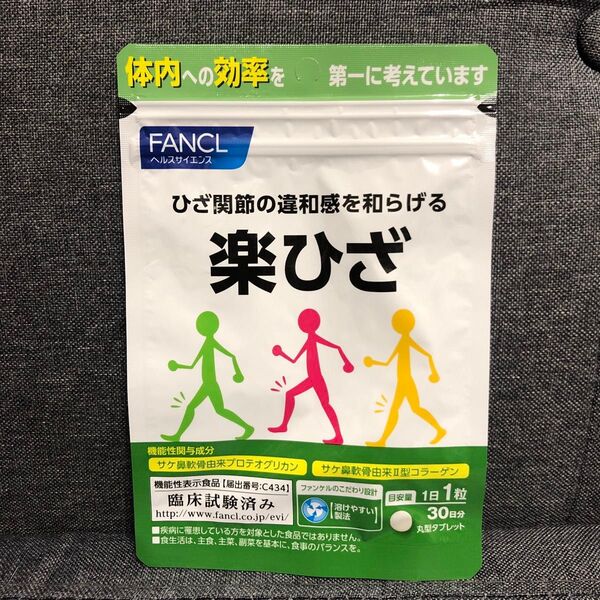 体内への効率を 第一に考えています
FANCL
ヘルスサイエンス
ひざ関節の違和感を和らげる
楽ひざ
機能性関与成分
サケ鼻軟骨由来プロテオグリカン サケ鼻軟骨由来Ⅱ型コラーゲン
機能性表示食品【届出番号:C434】
臨床試験済み
http://www.fancl.co.jp/evi/
ファンケルのこだわり設計
溶けやすい
製法
目安量 1日1粒
30日分
丸型タブレット
■疾病に罹患している方を対象とした食品ではありません。
■食生活は、主食、主菜、副菜を基本に、食事のバランスを。